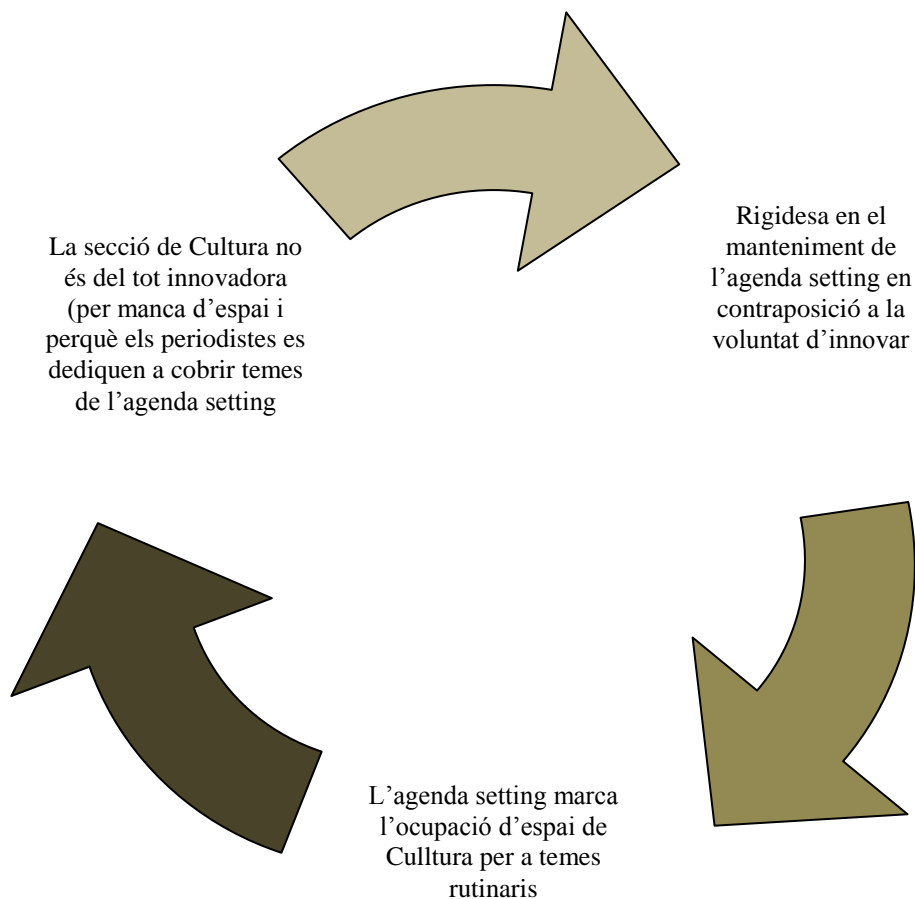 La secció de Cultura no
és del tot innovadora
(per manca d’espai i
perquè els periodistes es
dediquen a cobrir temes
de l’agenda setting
Rigidesa en el
manteniment de
l’agenda setting en
contraposició a la
voluntat d’innovar
L’agenda setting marca
l’ocupació d’espai de
Culltura per a temes
rutinaris